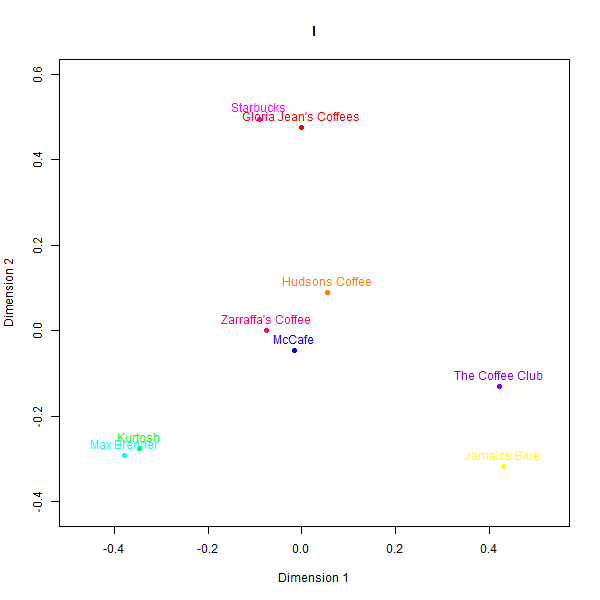 I
0.6
0.4
0.2
0.0
-0.2
-0.4
Dimension 2
Starbucks
Gloria Jean's Coffees
Hudsons Coffee
Zarraffa's Coffee
McCafe
The Coffee Club
Kurtosh
Max Brenner
Jamaica Blue
-0.4
-0.2
0.0
0.2
0.4
Dimension 1